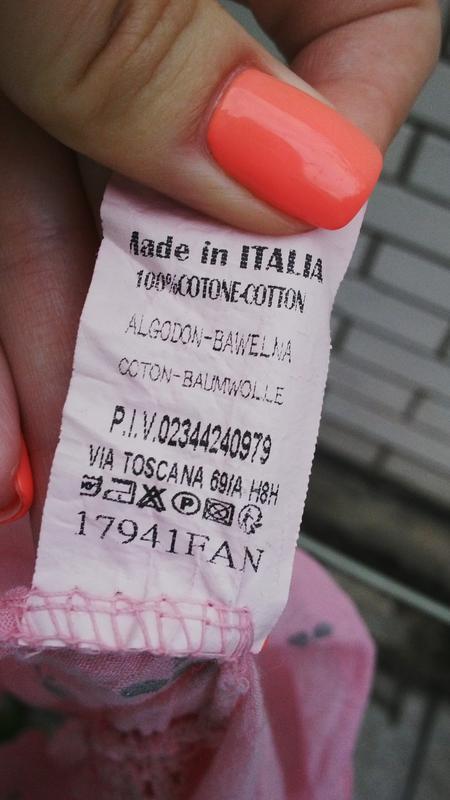 Made in ITALIA
100%COTONE-COTTON
ALGODON-BAWELNA
COTON-BAUMWOLLE
P.I.V.02344240979
VIA TOSCANA 69/A H8H
P
17941FAN